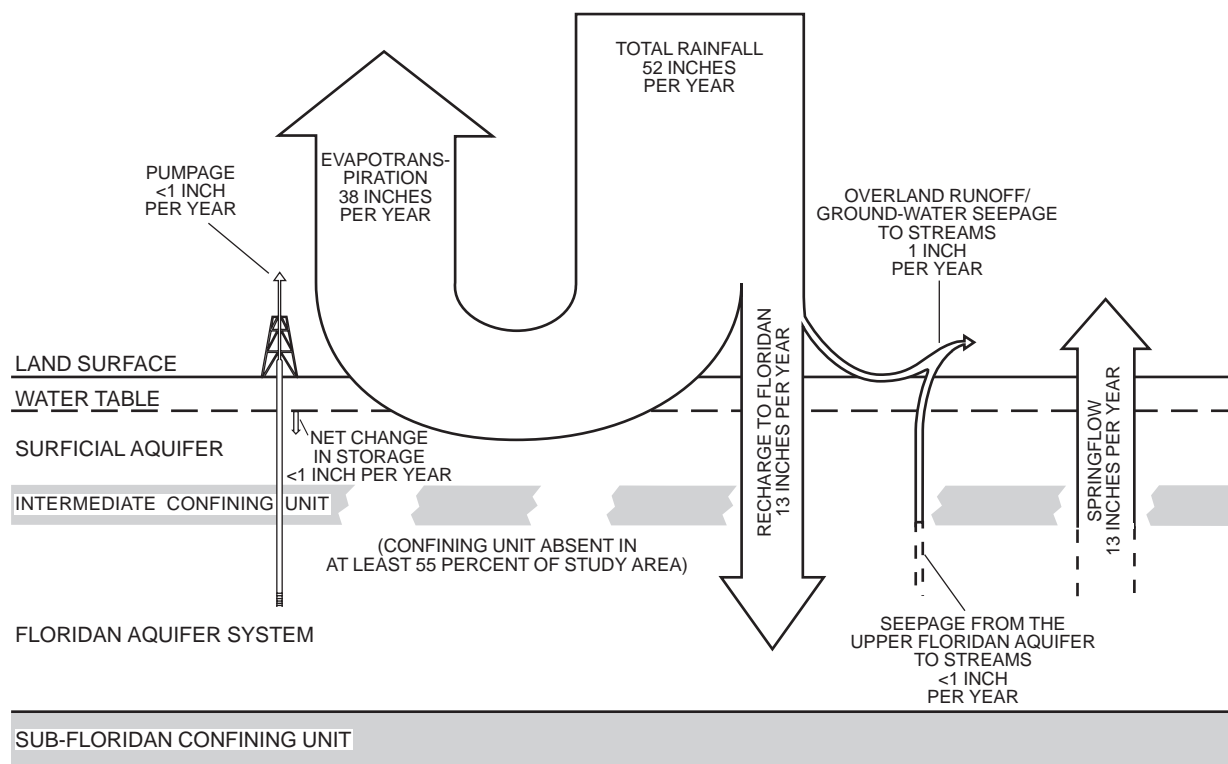 TOTAL RAINFALL
52 INCHES
PER YEAR
EVAPOTRANS-
PIRATION
38 INCHES
PER YEAR
PUMPAGE
<1 INCH
PER YEAR
OVERLAND RUNOFF/
GROUND-WATER SEEPAGE
TO STREAMS
1 INCH
PER YEAR
LAND SURFACE
WATER TABLE
SURFICIAL AQUIFER
NET CHANGE
IN STORAGE
<1 INCH PER YEAR
INTERMEDIATE CONFINING UNIT
(CONFINING UNIT ABSENT IN
AT LEAST 55 PERCENT OF STUDY AREA)
RECHARGE TO FLORIDAN
13 INCHES PER YEAR
SPRINGFLOW
13 INCHES PER YEAR
FLORIDAN AQUIFER SYSTEM
SEEPAGE FROM THE
UPPER FLORIDAN AQUIFER
TO STREAMS
<1 INCH
PER YEAR
SUB-FLORIDAN CONFINING UNIT